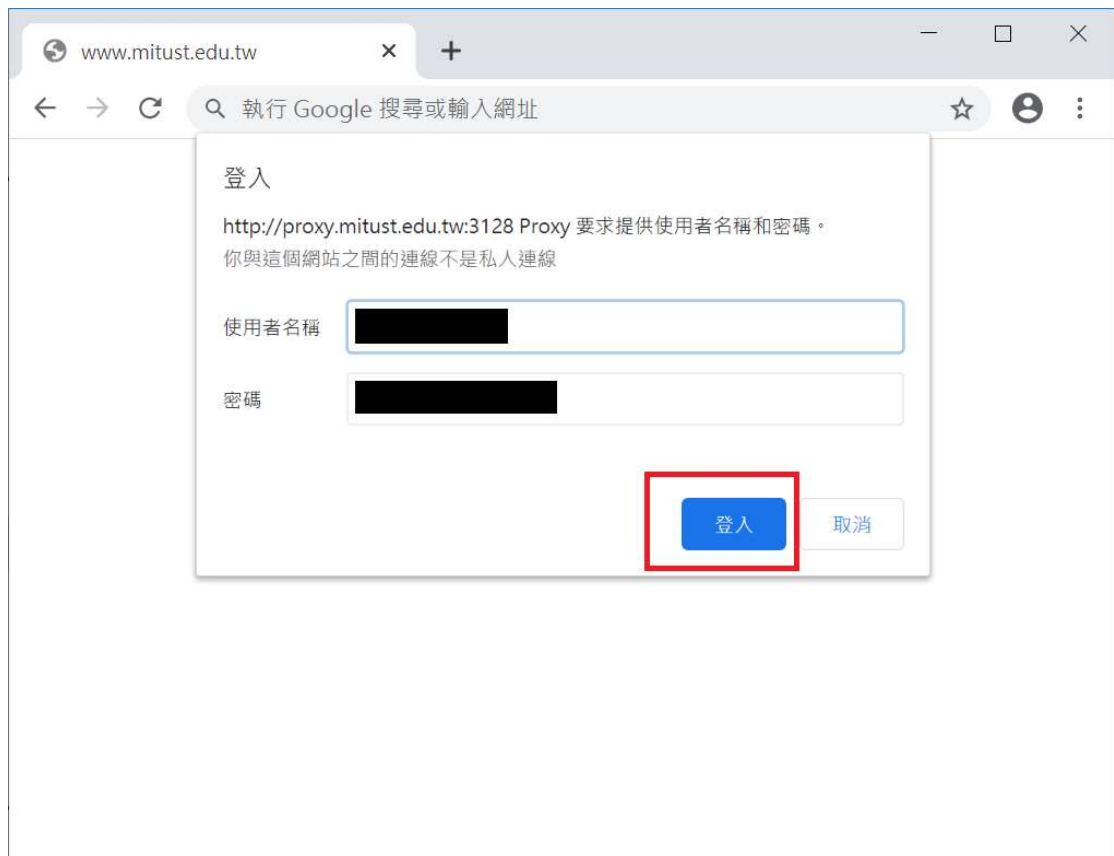 www.mitust.edu.tw
執行 Google 搜尋或輸入網址
登入
http://proxy.mitust.edu.tw:3128 Proxy 要求提供使用者名稱和密碼。
你與這個網站之間的連線不是私人連線
使用者名稱
密碼
登入 取消